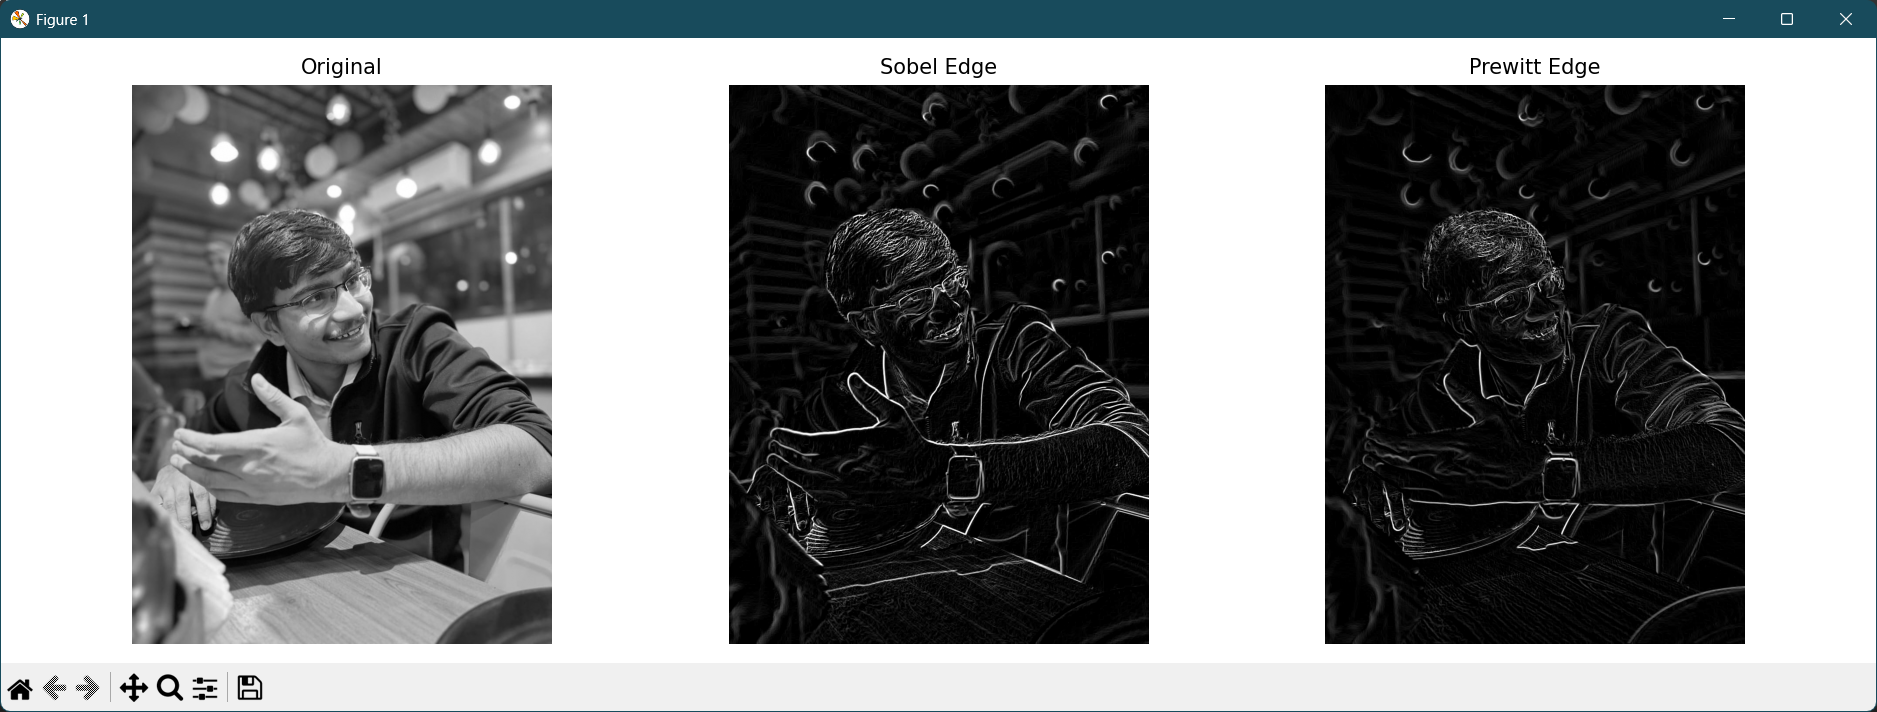 Figure 1
Original
Sobel Edge
Prewitt Edge